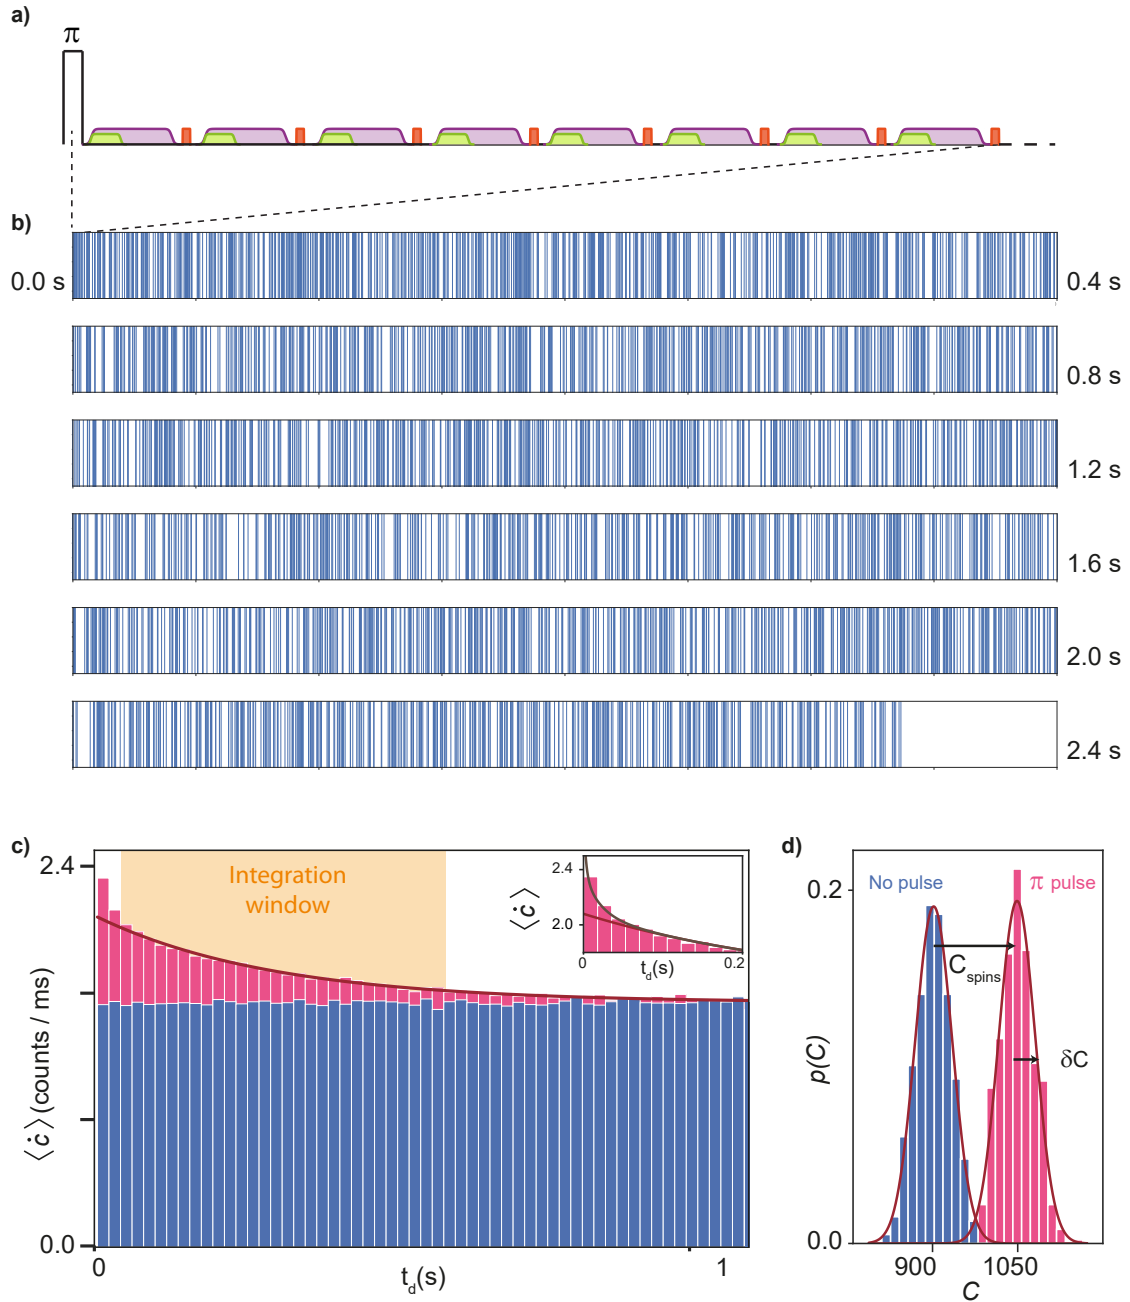 a)
π
b)
0.0 s
0.4 s
0.8 s
1.2 s
1.6 s
2.0 s
2.4 s
c)
2.4
Integration
window
⟨ċ⟩
2.4
2.0
0
0.2
t_d(s)
⟨ċ⟩ (counts / ms)
0.0
0
1
t_d(s)
d)
0.2
No pulse
π pulse
C_spins
δC
p(C)
0.0
900
1050
C